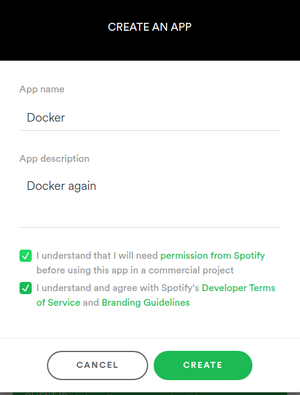 CREATE AN APP
App name
Docker
App description
Docker again
I understand that I will need permission from Spotify
before using this app in a commercial project
I understand and agree with Spotify's Developer Terms
of Service and Branding Guidelines
CANCEL
CREATE